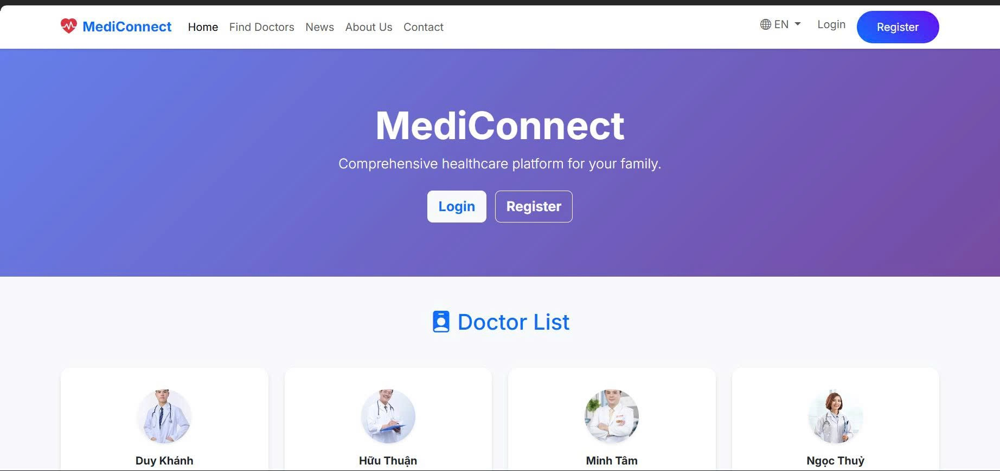 MediConnect Home Find Doctors News About Us Contact EN Login Register
MediConnect
Comprehensive healthcare platform for your family.
Login Register
Doctor List
Duy Khánh Hữu Thuận Minh Tâm Ngọc Thuỷ